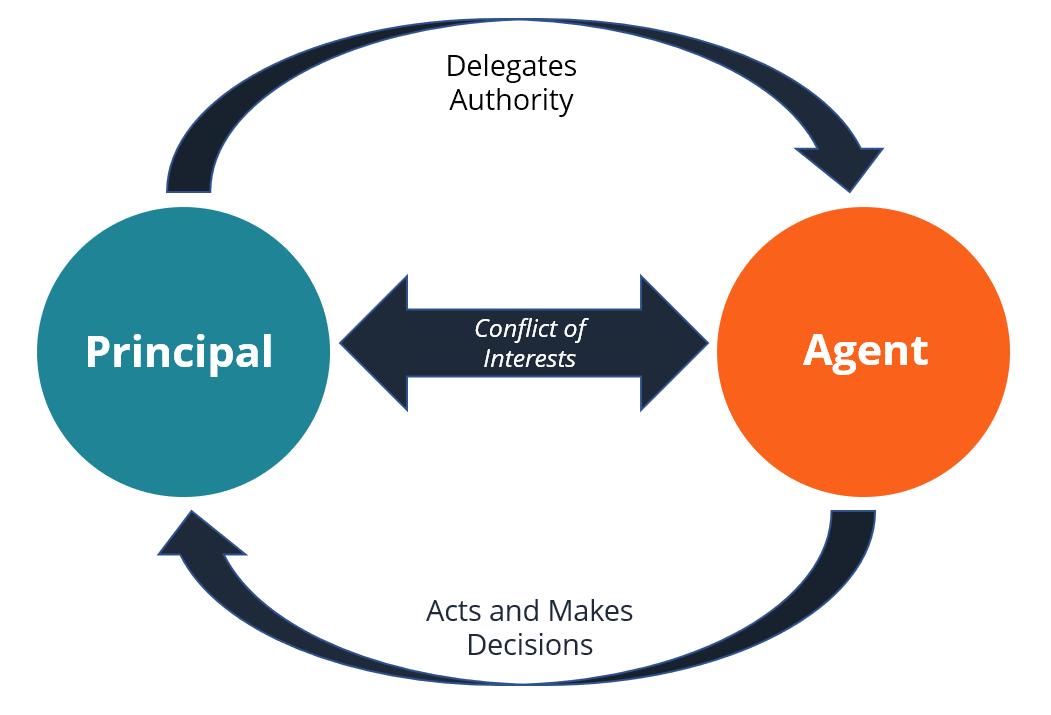 Delegates
Authority
Principal
Conflict of
Interests
Agent
Acts and Makes
Decisions